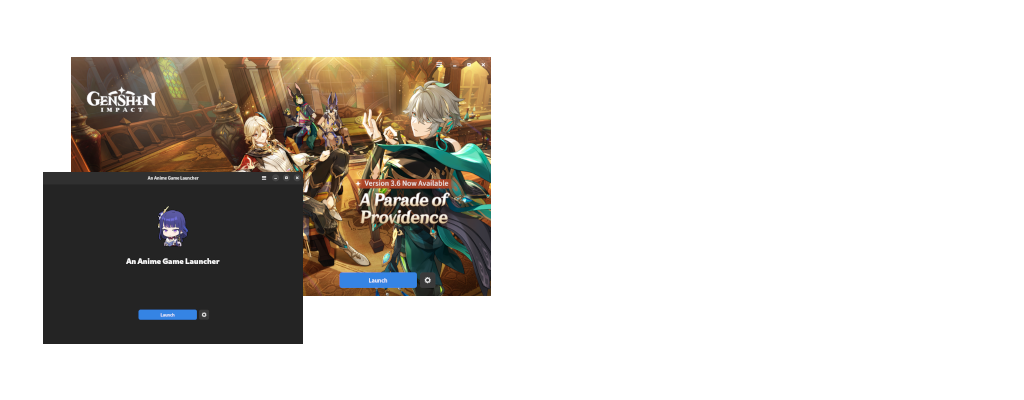 GENSHIN
IMPACT
Version 3.6 Now Available
A Parade of
Providence
Launch
An Anime Game Launcher
An Anime Game Launcher
Launch